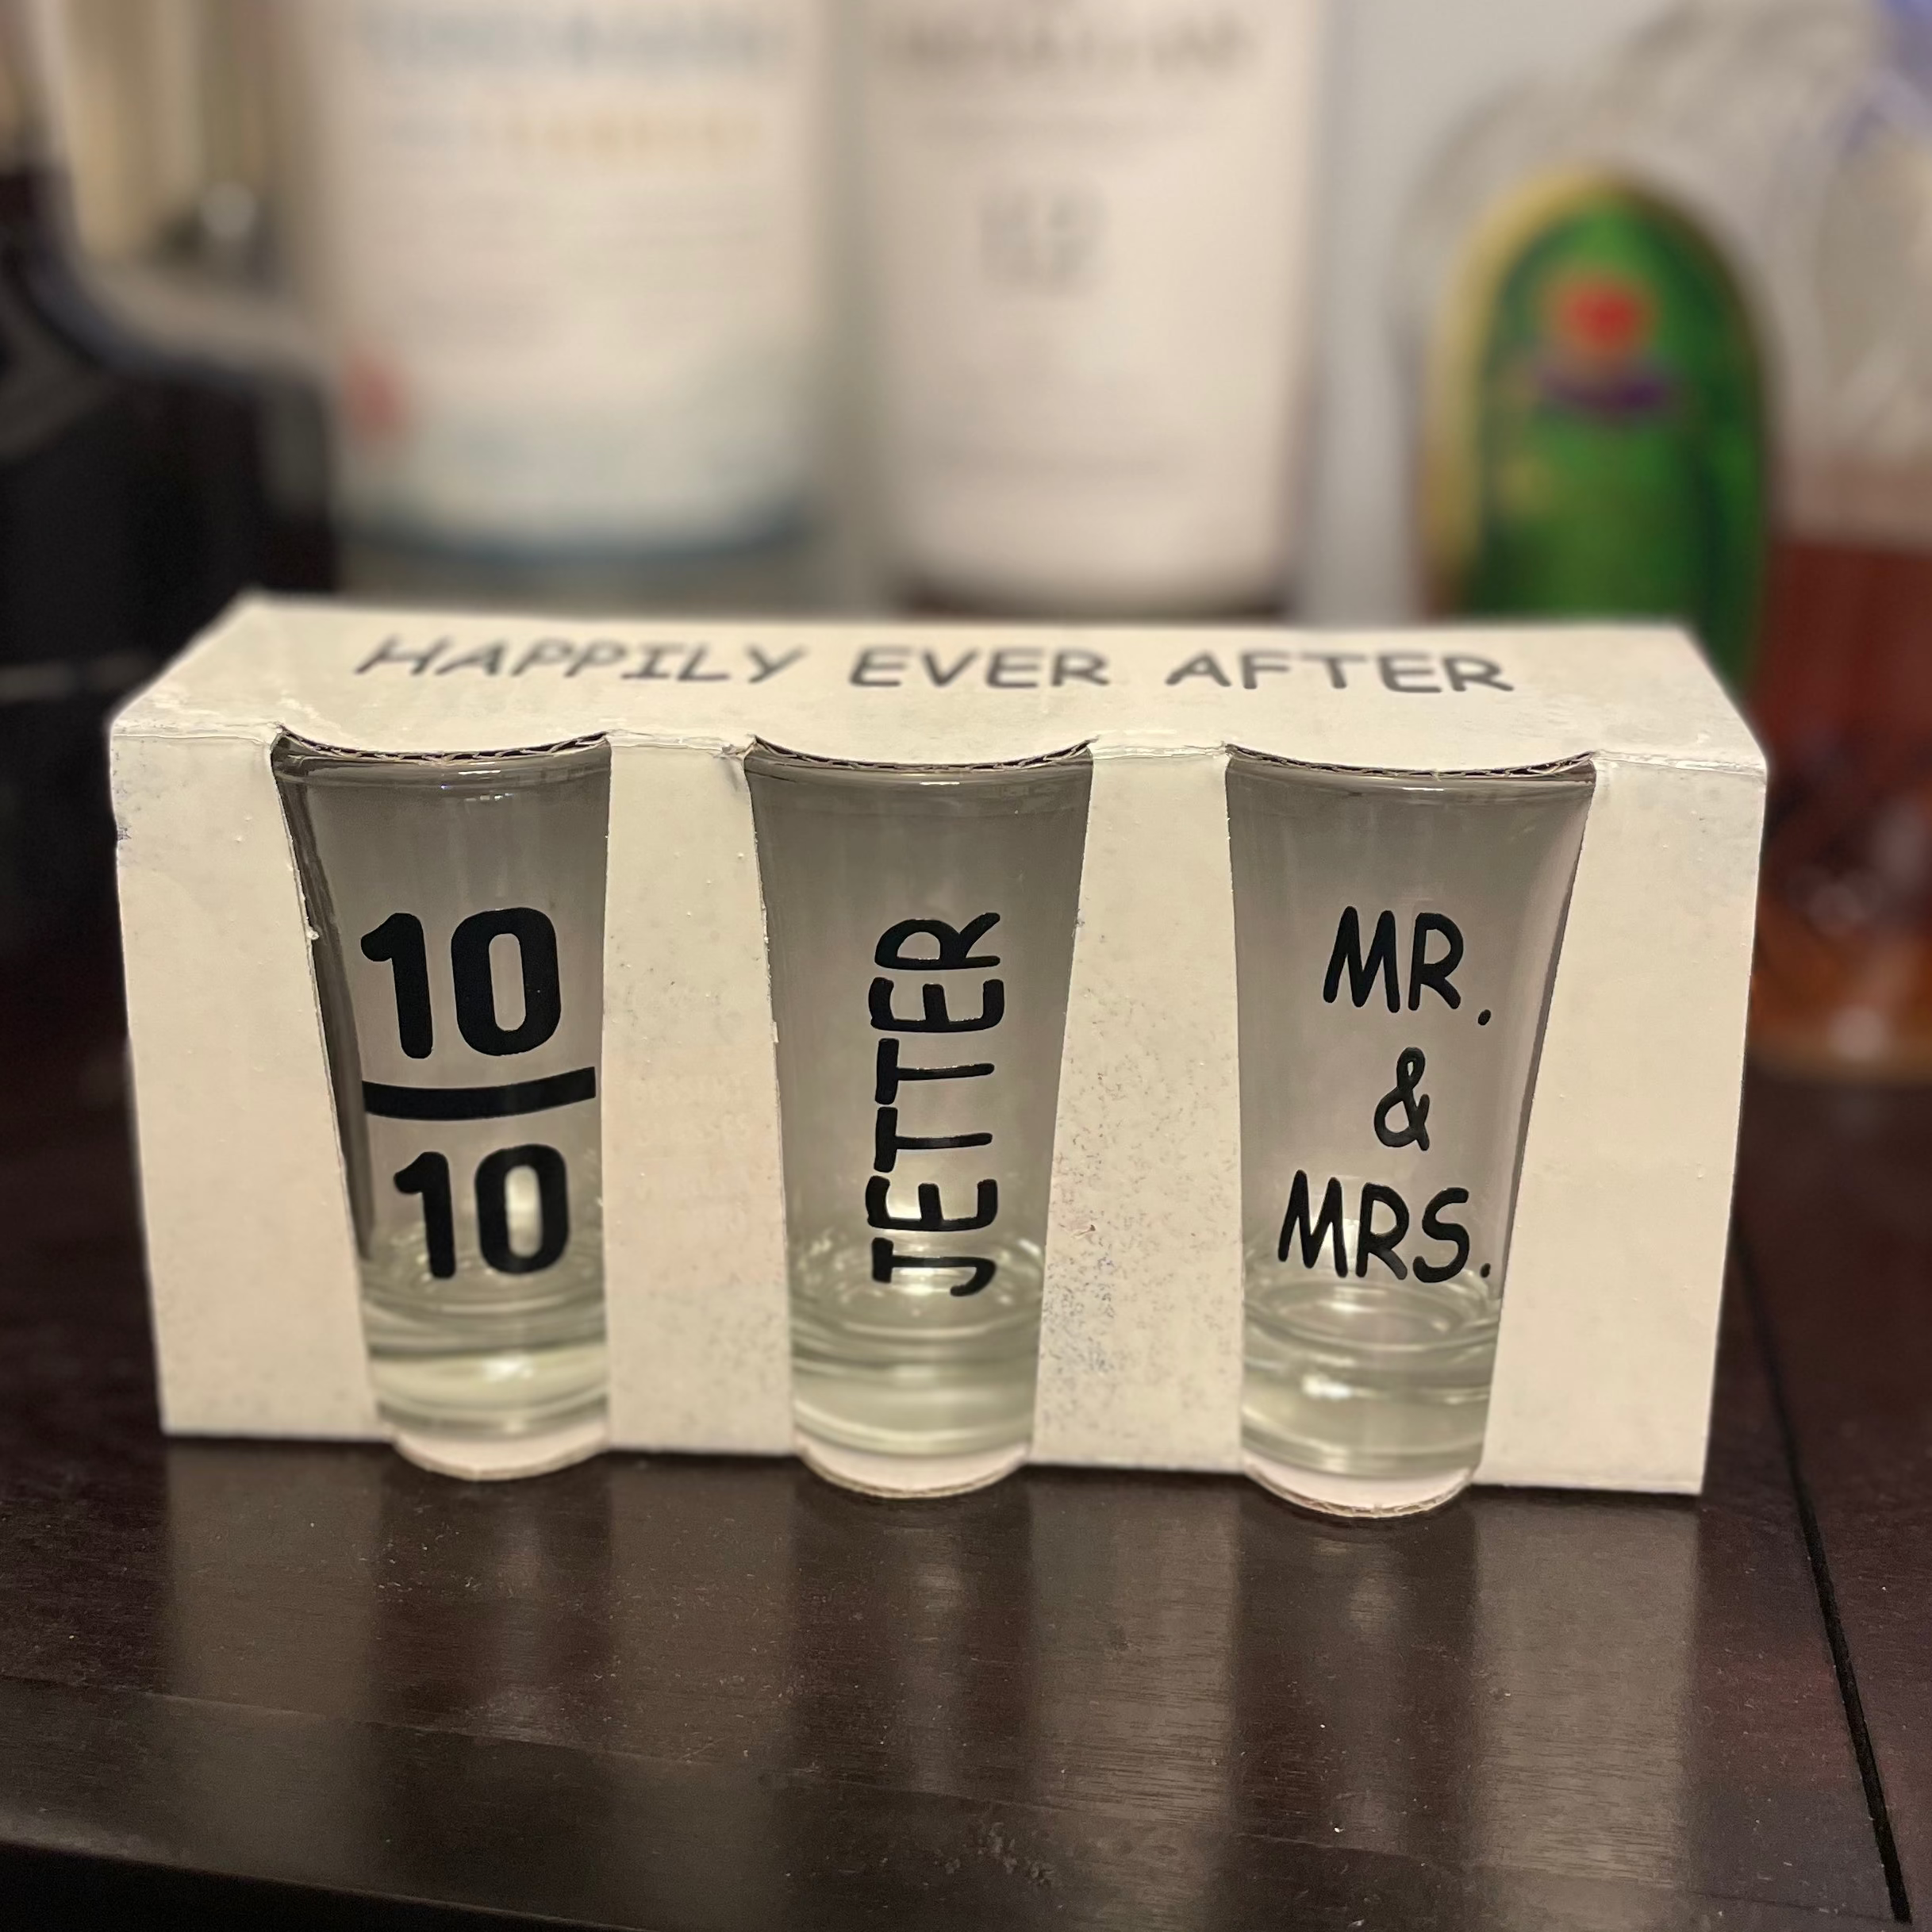 HAPPILY EVER AFTER
10
10
JETTER
MR.
&
MRS.